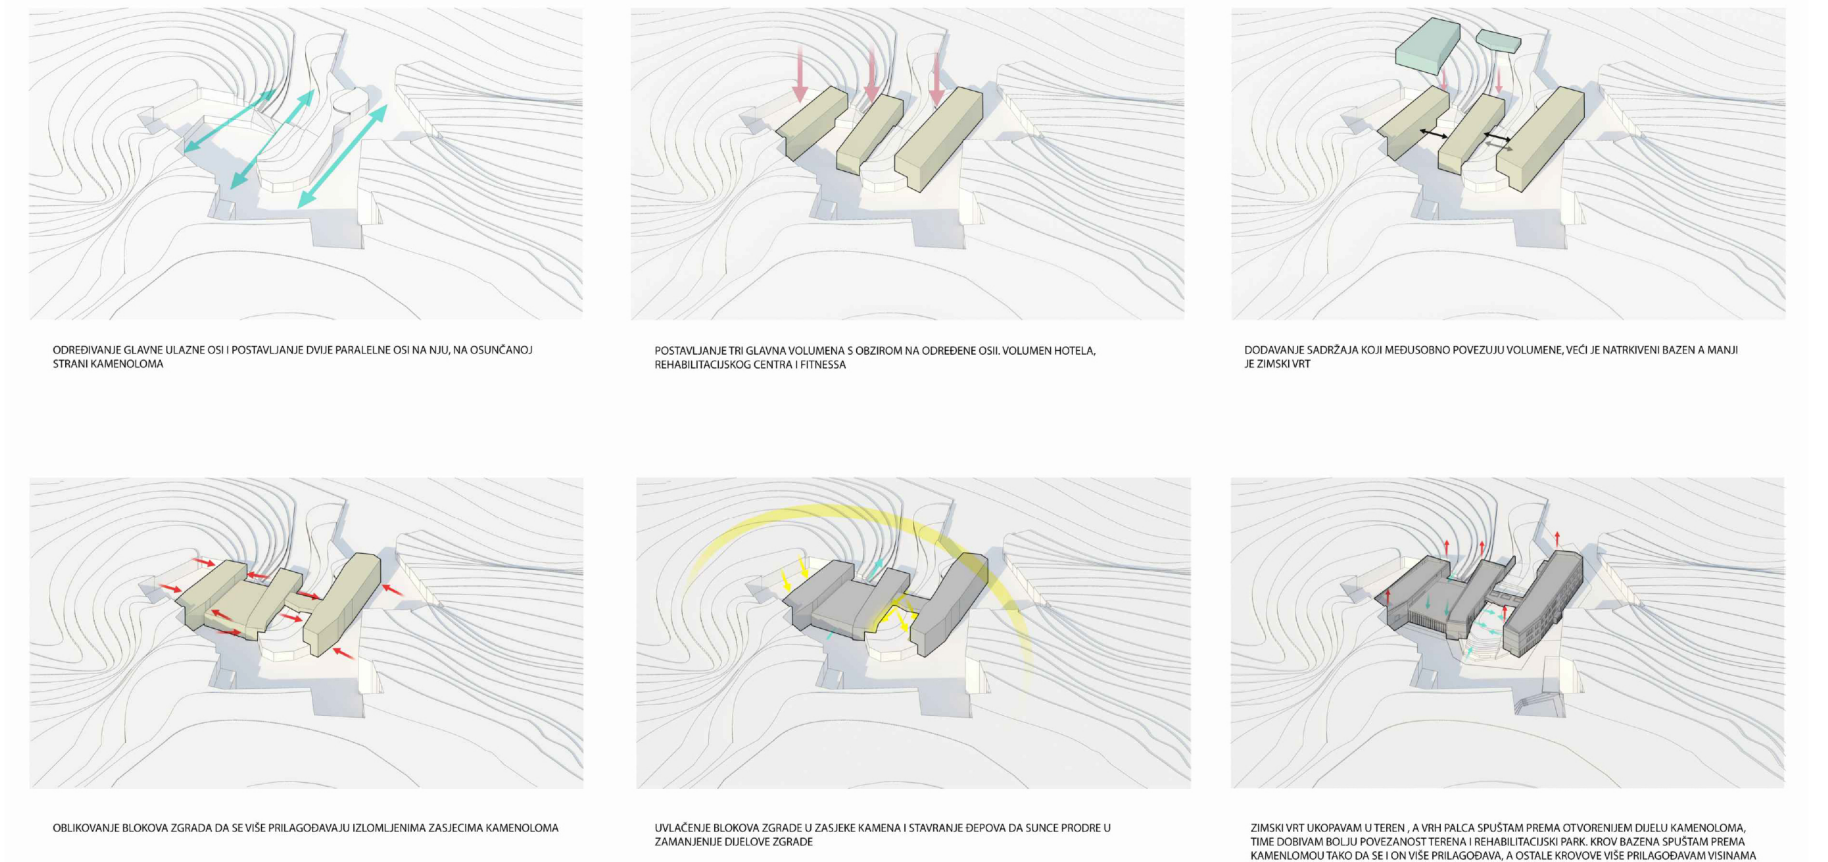 ODREĐIVANJE GLAVNE ULAZNE OSI I POSTAVLJANJE DVIJE PARALELNE OSI NA NJU, NA OSUNČANOJ
STRANI KAMENOLOMA
POSTAVLJANJE TRI GLAVNA VOLUMENA S OBZIROM NA ODREĐENE OSII. VOLUMEN HOTELA,
REHABILITACIJSKOG CENTRA I FITNESSA
DODAVANJE SADRŽAJA KOJI MEĐUSOBNO POVEZUJU VOLUMENE, VEĆI JE NATRKIVENI BAZEN A MANJI
JE ZIMSKI VRT
OBLIKOVANJE BLOKOVA ZGRADA DA SE VIŠE PRILAGOĐAVAJU IZLOMLJENIMA ZASJECIMA KAMENOLOMA
UVLAČENJE BLOKOVA ZGRADE U ZASJEKE KAMENA I STAVRANJE ĐEPOVA DA SUNCE PRODRE U
ZAMANJENIJE DIJELOVE ZGRADE
ZIMSKI VRT UKOPAVAM U TEREN , A VRH PALCA SPUŠTAM PREMA OTVORENIJEM DIJELU KAMENOLOMA,
TIME DOBIVAM BOLJU POVEZANOST TERENA I REHABILITACIJSKI PARK. KROV BAZENA SPUŠTAM PREMA
KAMENLOMOU TAKO DA SE I ON VIŠE PRILAGOĐAVA, A OSTALE KROVOVE VIŠE PRILAGOĐAVAM VISINAMA